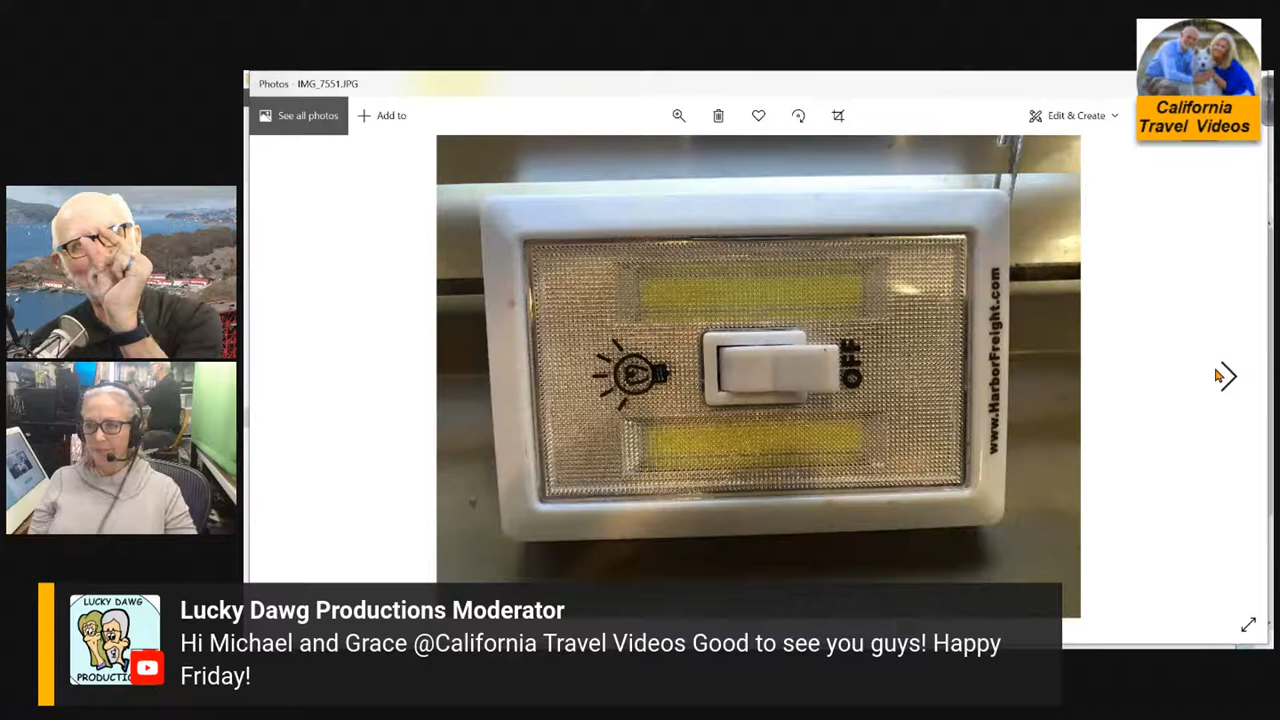 California
Travel Videos
Photos - IMG_7551.JPG
See all photos
Add to
Edit & Create
OFF
www.HarborFreight.com
LUCKY DAWG
PRODUCTIO
Lucky Dawg Productions Moderator
Hi Michael and Grace @California Travel Videos Good to see you guys! Happy
Friday!